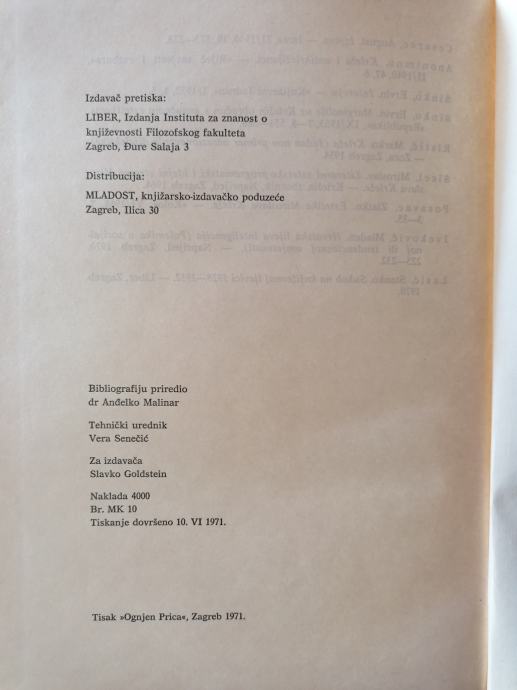 Izdavač pretiska:
LIBER, Izdanja Instituta za znanost o
književnosti Filozofskog fakulteta
Zagreb, Đure Salaja 3
Distribucija:
MLADOST, knjižarsko-izdavačko poduzeće
Zagreb, Ilica 30
Bibliografiju priredio
dr Anđelko Malinar
Tehnički urednik
Vera Senečić
Za izdavača
Slavko Goldstein
Naklada 4000
Br. MK 10
Tiskanje dovršeno 10. VI 1971.
Tisak »Ognjen Prica«, Zagreb 1971.